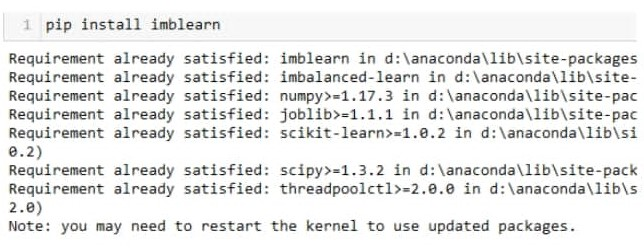 1 pip install imblearn
Requirement already satisfied: imblearn in d:\anaconda\lib\site-packages
Requirement already satisfied: imbalanced-learn in d:\anaconda\lib\site-
Requirement already satisfied: numpy>=1.17.3 in d:\anaconda\lib\site-pac
Requirement already satisfied: joblib>=1.1.1 in d:\anaconda\lib\site-pac
Requirement already satisfied: scikit-learn>=1.0.2 in d:\anaconda\lib\si
0.2)
Requirement already satisfied: scipy>=1.3.2 in d:\anaconda\lib\site-pack
Requirement already satisfied: threadpoolctl>=2.0.0 in d:\anaconda\lib\s
2.0)
Note: you may need to restart the kernel to use updated packages.